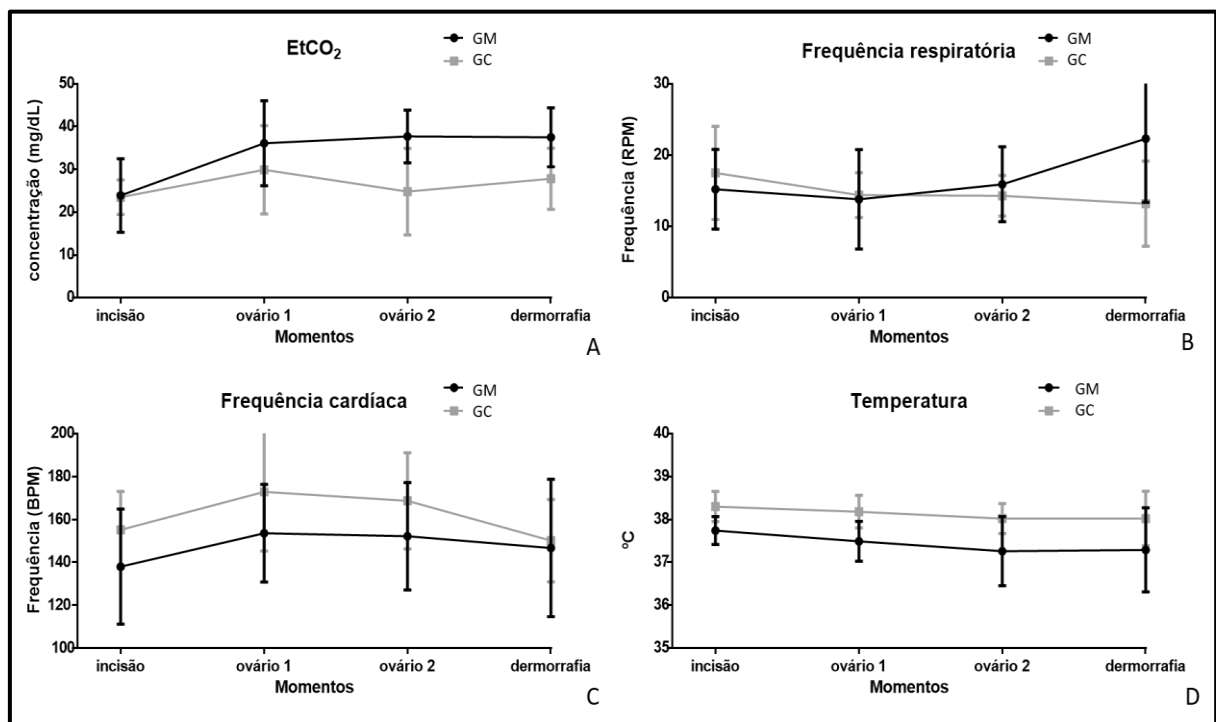 EtCO₂
GM
GC
concentração (mg/dL)
50
40
30
20
10
0
incisão ovário 1 ovário 2 dermorrafia
Momentos
A
Frequência respiratória
GM
GC
Frequência (RPM)
30
20
10
0
incisão ovário 1 ovário 2 dermorrafia
Momentos
B
Frequência cardíaca
GM
GC
Frequência (BPM)
200
180
160
140
120
100
incisão ovário 1 ovário 2 dermorrafia
Momentos
C
Temperatura
GM
GC
ºC
40
39
38
37
36
35
incisão ovário 1 ovário 2 dermorrafia
Momentos
D